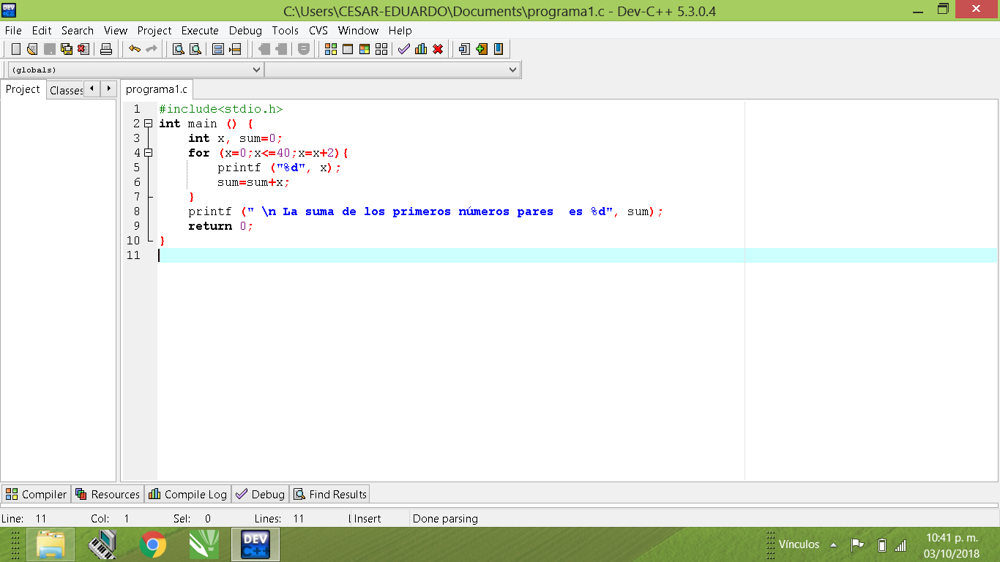 C:\Users\CESAR-EDUARDO\Documents\programa1.c - Dev-C++ 5.3.0.4
File Edit Search View Project Execute Debug Tools CVS Window Help
(globals)
Project Classes programa1.c
1 #include<stdio.h>
2 int main () {
3     int x, sum=0;
4     for (x=0;x<=40;x=x+2){
5         printf ("%d", x);
6         sum=sum+x;
7     }
8     printf (" \n La suma de los primeros números pares  es %d", sum);
9     return 0;
10 }
11
Compiler Resources Compile Log Debug Find Results
Line: 11 Col: 1 Sel: 0 Lines: 11 Insert Done parsing
DEV C++ Vínculos 10:41 p. m.
03/10/2018